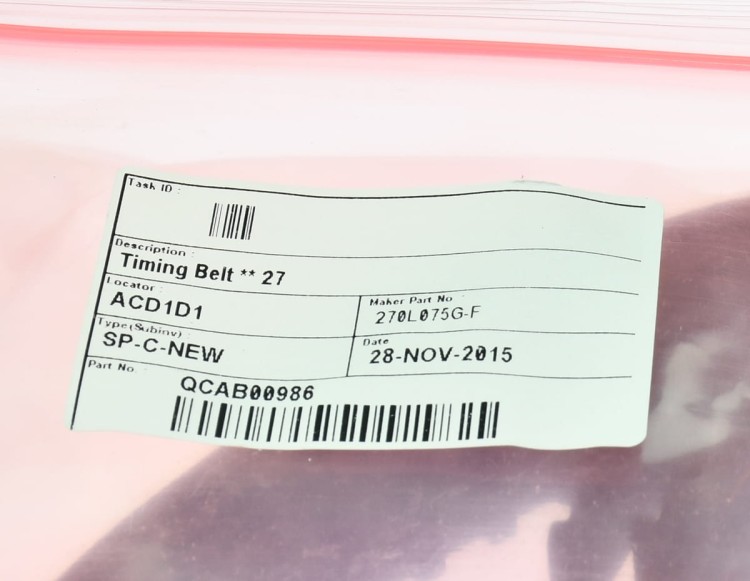 Task ID :
Description :
Timing Belt ** 27
Locator :
ACD1D1
Maker Part No
270L075G-F
Type(Subinv) :
SP-C-NEW
Date
28-NOV-2015
Part No.
QCAB00986